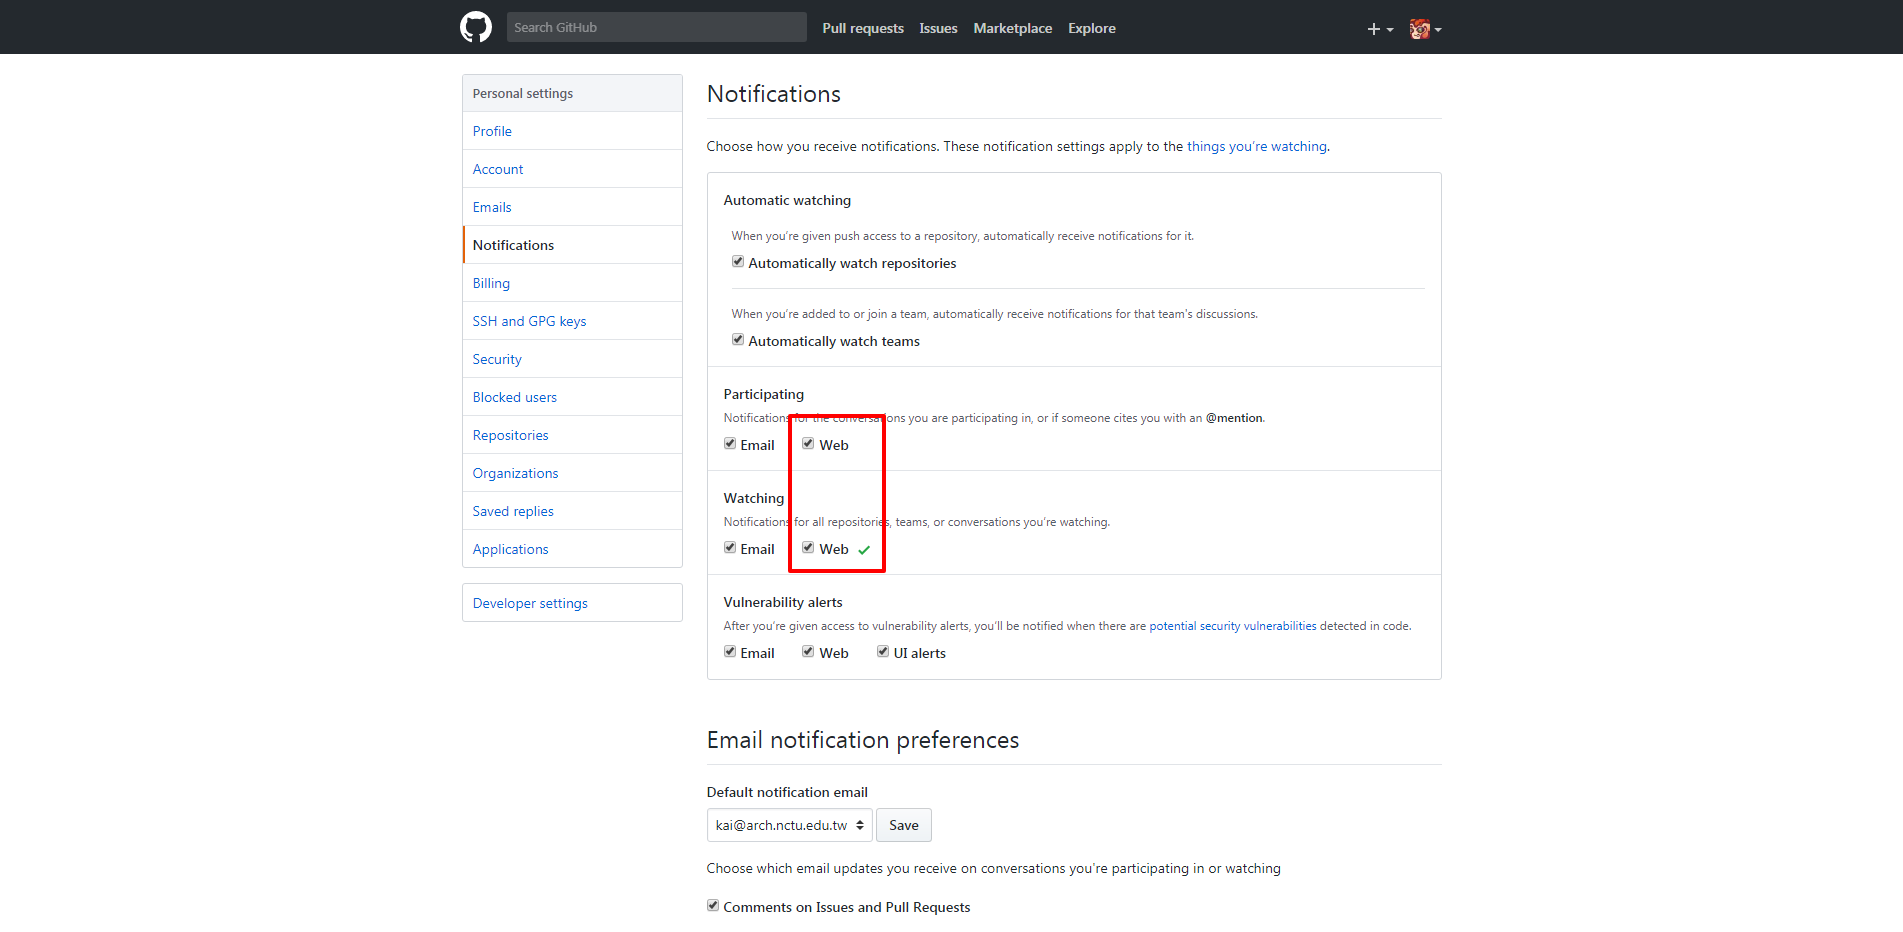 Search GitHub
Pull requests
Issues
Marketplace
Explore
Personal settings
Profile
Account
Emails
Notifications
Billing
SSH and GPG keys
Security
Blocked users
Repositories
Organizations
Saved replies
Applications
Developer settings
Notifications
Choose how you receive notifications. These notification settings apply to the things you’re watching.
Automatic watching
When you’re given push access to a repository, automatically receive notifications for it.
Automatically watch repositories
When you’re added to or join a team, automatically receive notifications for that team's discussions.
Automatically watch teams
Participating
Notifications for the conversations you are participating in, or if someone cites you with an @mention.
Email Web
Watching
Notifications for all repositories, teams, or conversations you’re watching.
Email Web
Vulnerability alerts
After you’re given access to vulnerability alerts, you’ll be notified when there are potential security vulnerabilities detected in code.
Email Web UI alerts
Email notification preferences
Default notification email
kai@arch.nctu.edu.tw Save
Choose which email updates you receive on conversations you're participating in or watching
Comments on Issues and Pull Requests